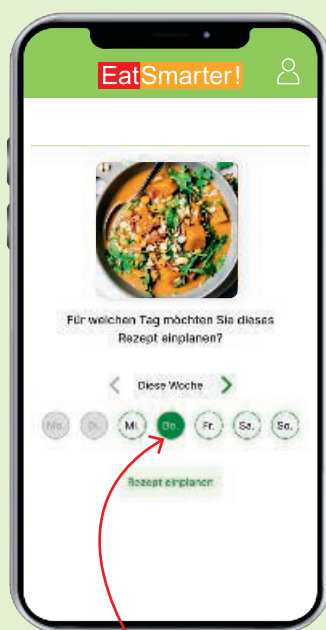 EatSmarter!
Für welchen Tag möchten Sie dieses
Rezept einplanen?
Diese Woche
Mo. Di. Mi. Do. Fr. Sa. So.
Rezept einplanen